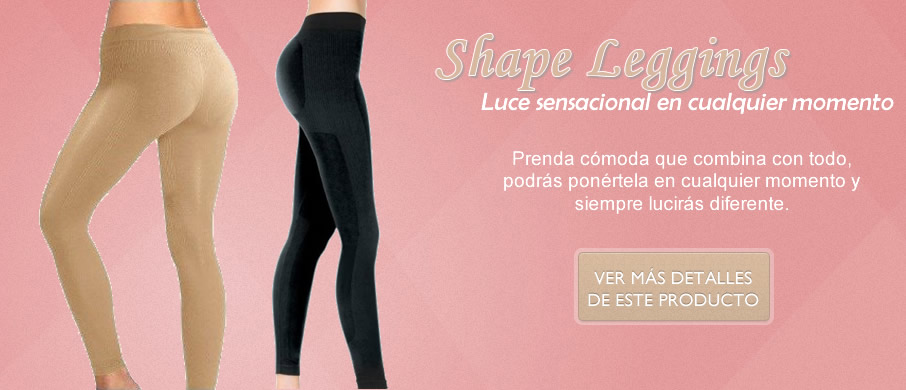 Shape Leggings
Luce sensacional en cualquier momento
Prenda cómoda que combina con todo,
podrás ponértela en cualquier momento y
siempre lucirás diferente.
VER MÁS DETALLES
DE ESTE PRODUCTO